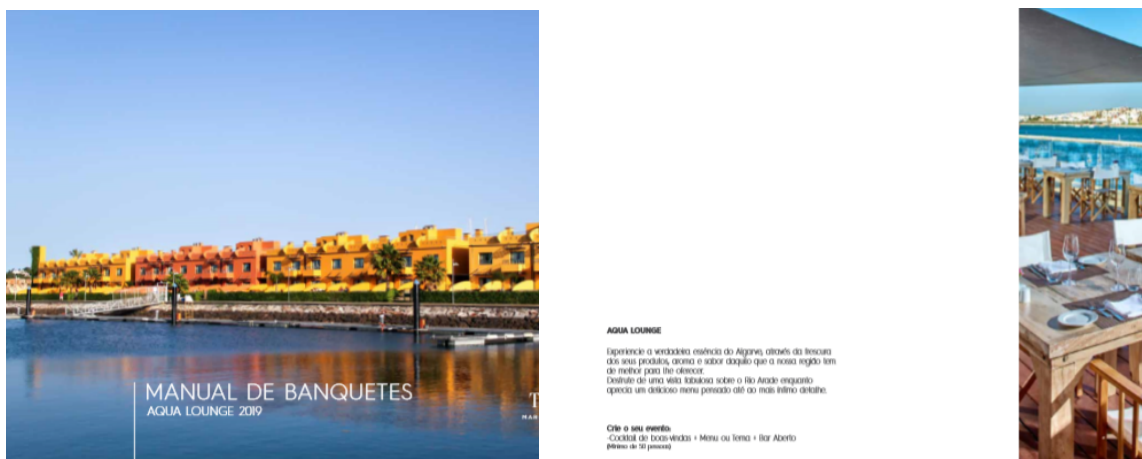 MANUAL DE BANQUETES
AQUA LOUNGE 2019
T
MAR
AQUA LOUNGE
Experiencie a verdadeira essência do Algarve, através da frescura
dos seus produtos, aroma e sabor daquilo que a nossa região tem
de melhor para lhe oferecer.
Desfrute de uma vista fabulosa sobre o Rio Arade enquanto
aprecia um delicioso menu pensado até ao mais ínfimo detalhe.
Crie o seu evento:
-Cocktail de boas-vindas + Menu ou Tema + Bar Aberto
(Mínimo de 50 pessoas)